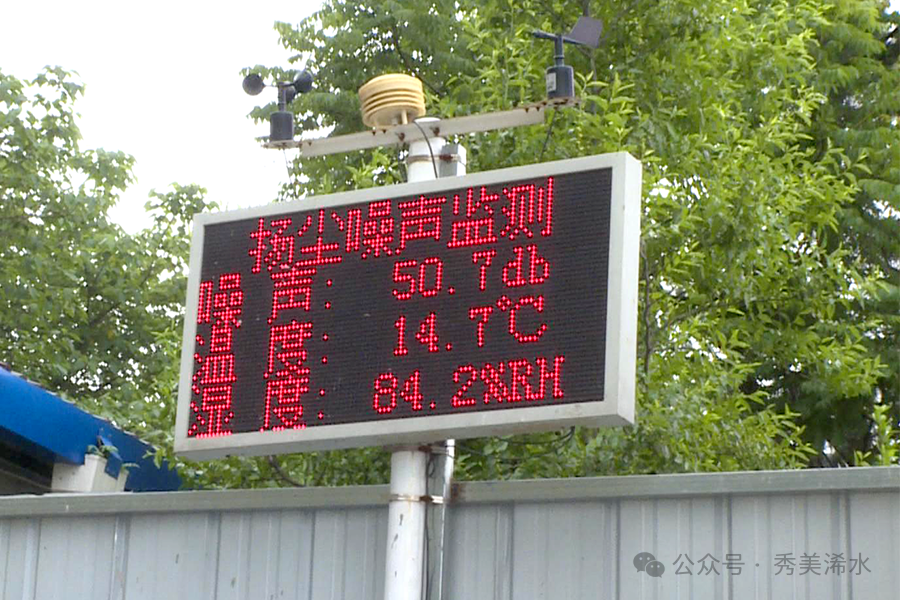 扬尘噪声监测
噪 声： 50.7db
温 度： 14.7℃
湿 度： 84.2%RH
公众号 · 秀美浠水